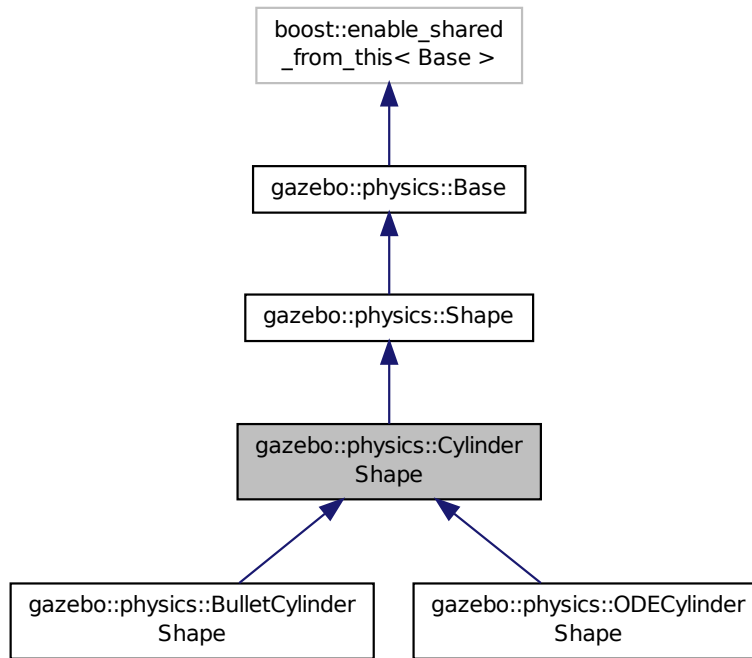 boost::enable_shared
_from_this< Base >
gazebo::physics::Base
gazebo::physics::Shape
gazebo::physics::Cylinder
Shape
gazebo::physics::BulletCylinder
Shape
gazebo::physics::ODECylinder
Shape